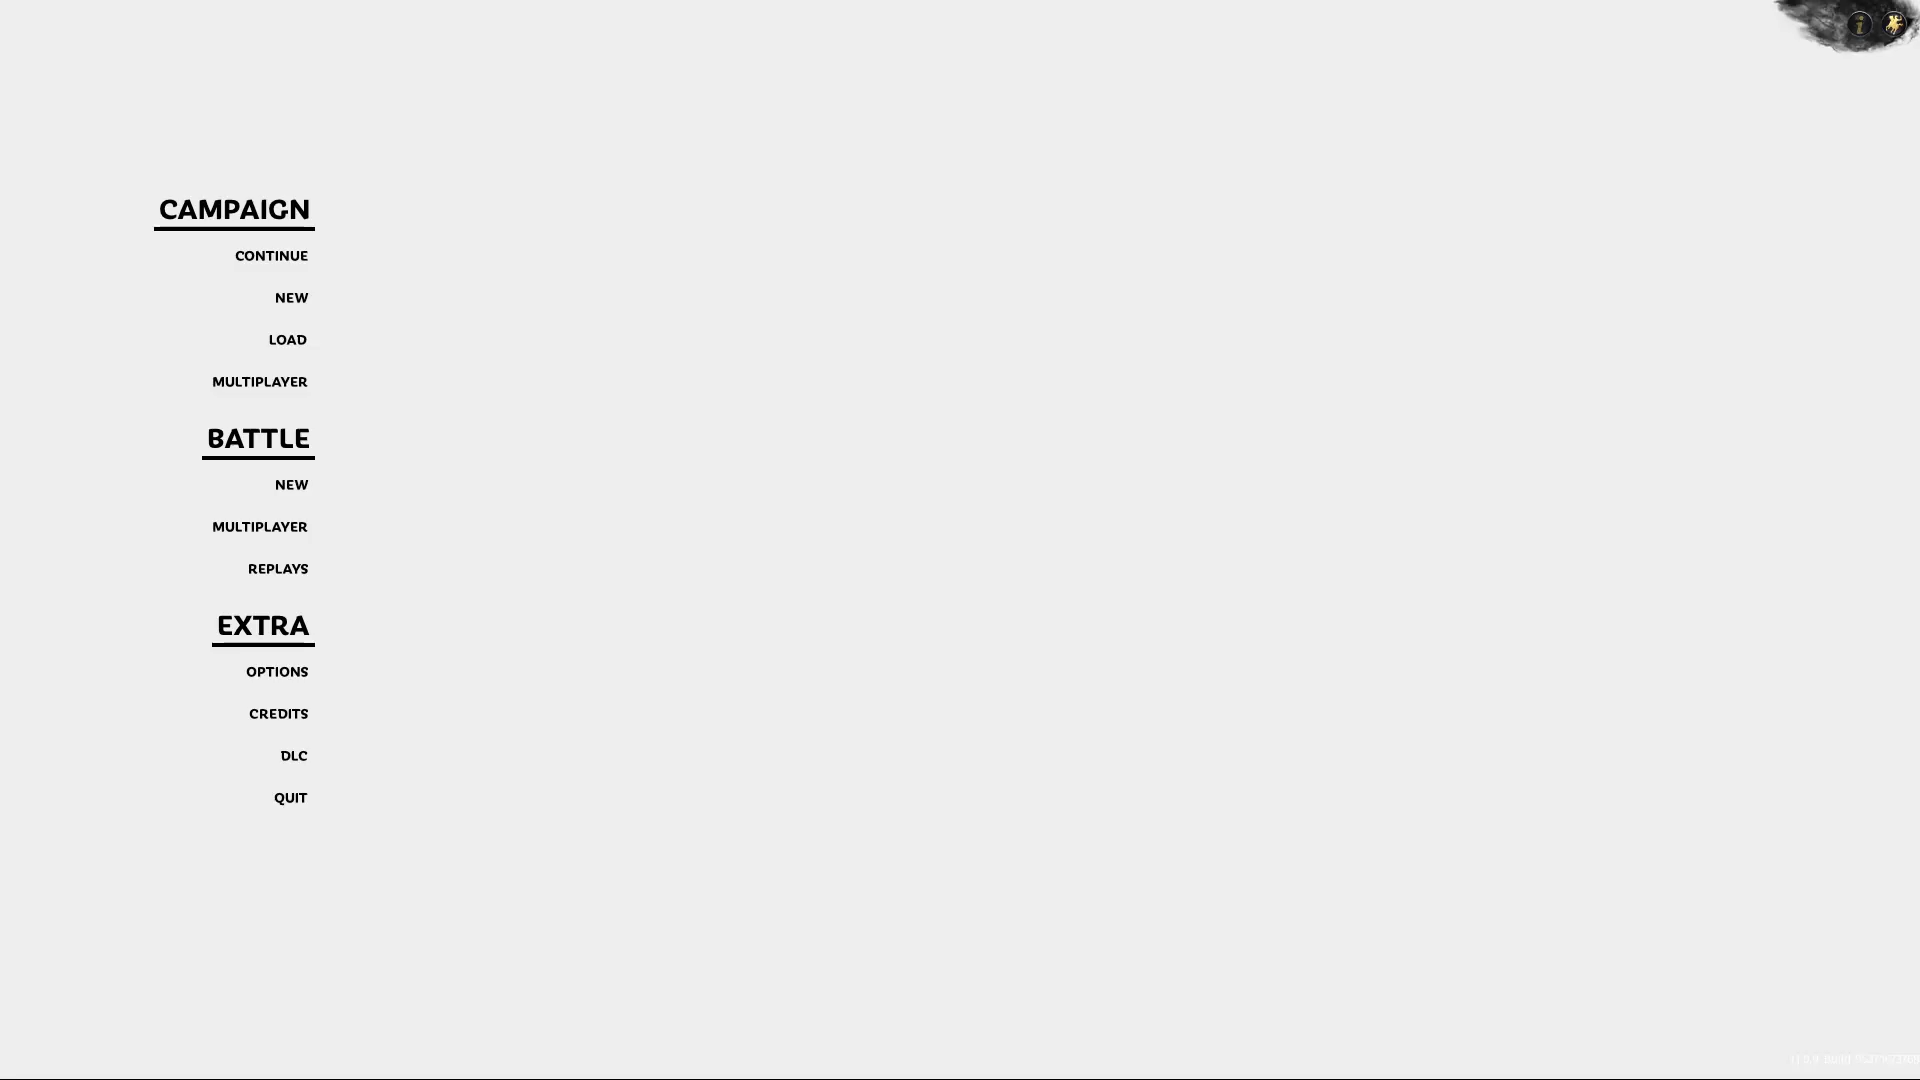 CAMPAIGN
CONTINUE
NEW
LOAD
MULTIPLAYER
BATTLE
NEW
MULTIPLAYER
REPLAYS
EXTRA
OPTIONS
CREDITS
DLC
QUIT